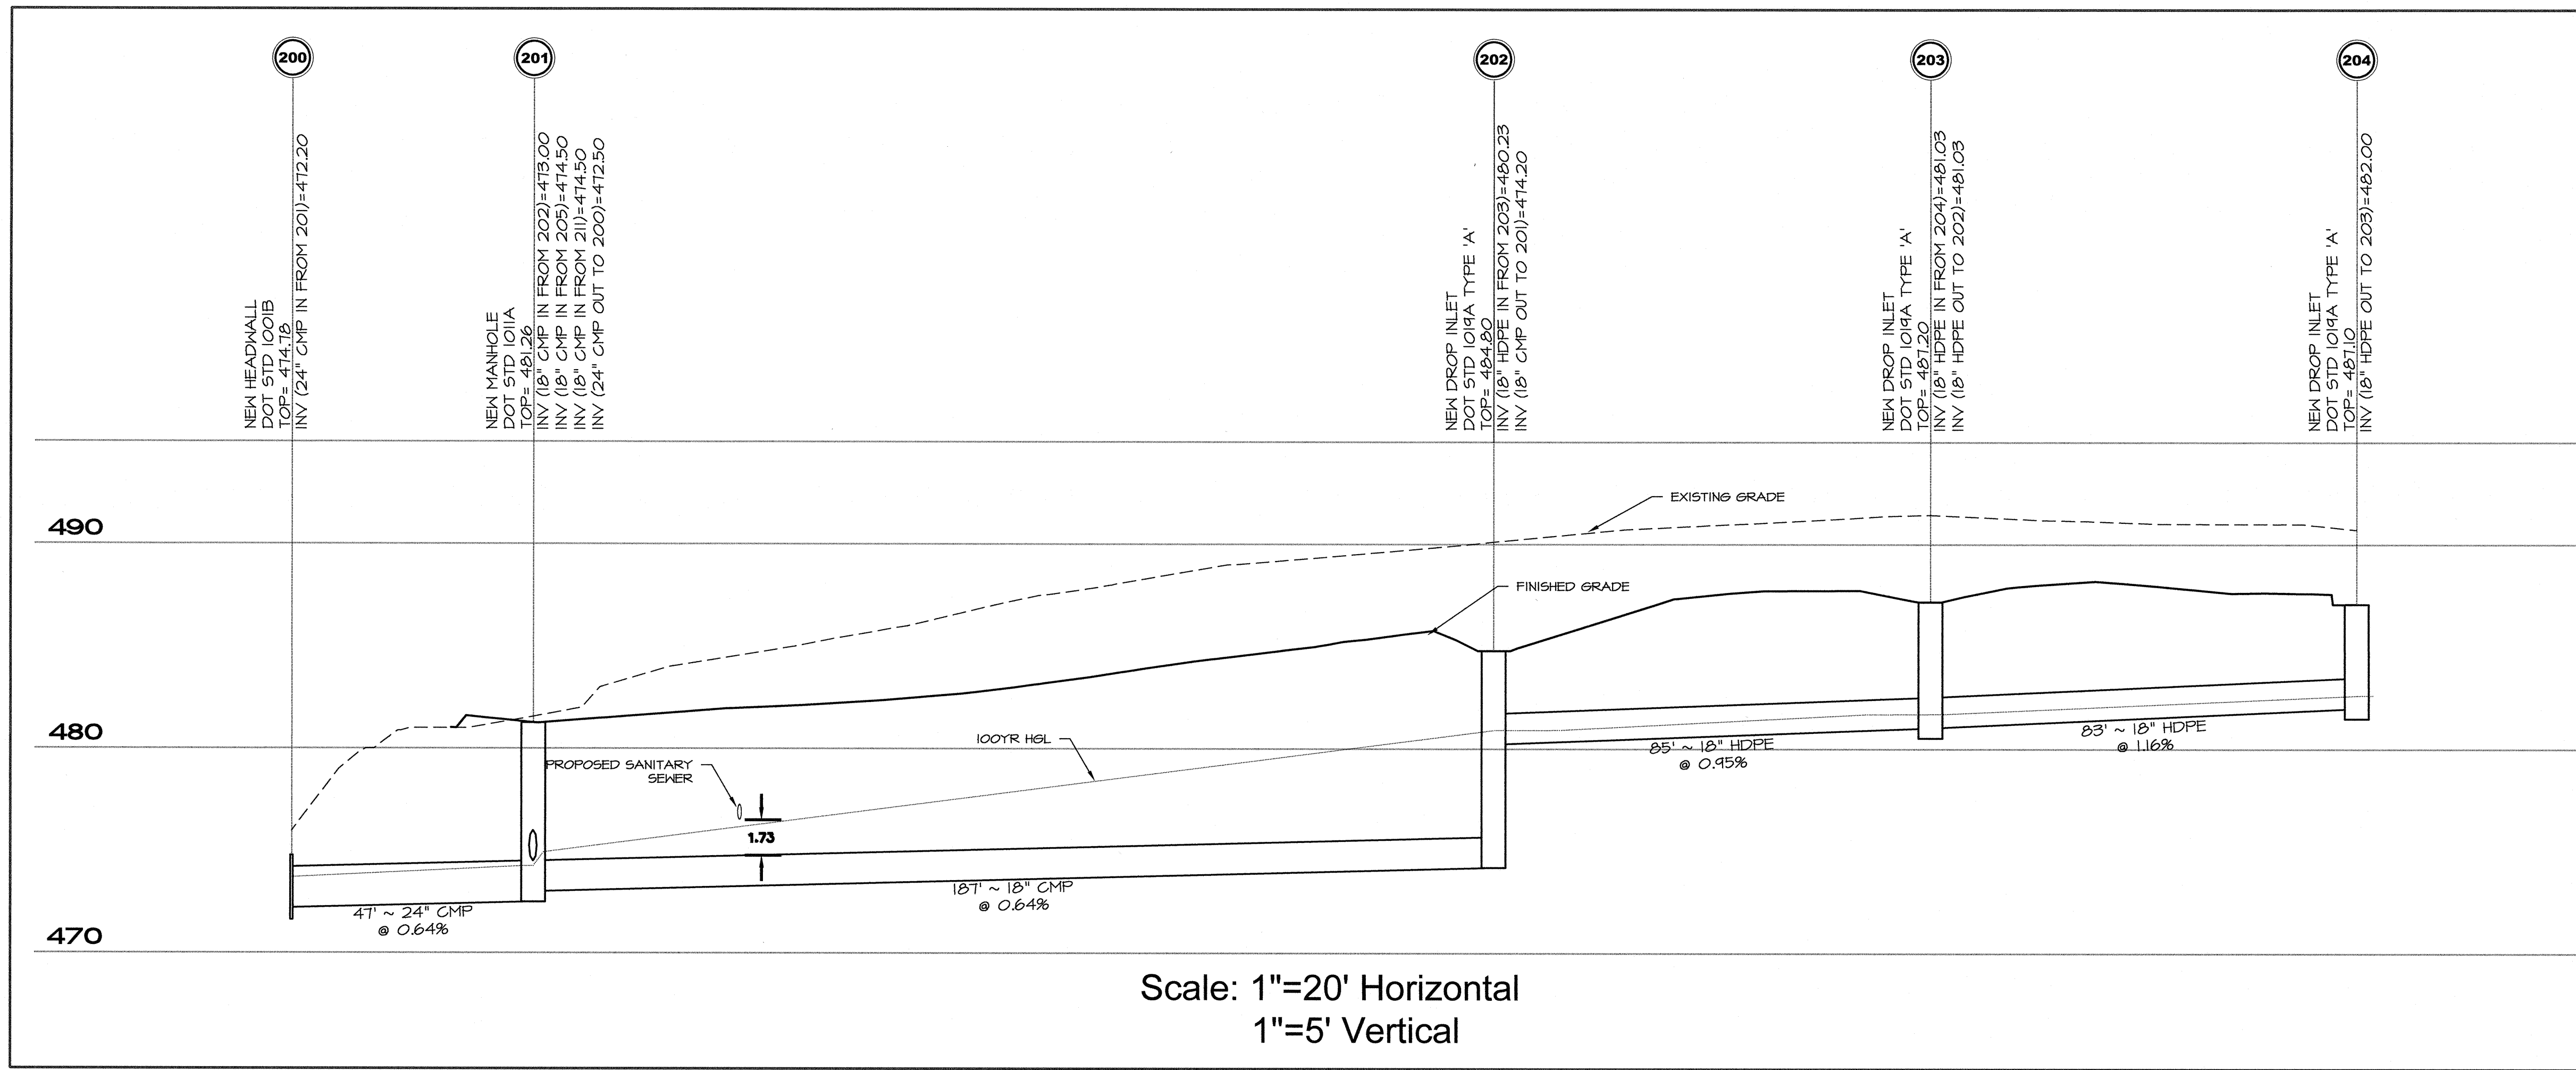 200
201
202
203
204
NEW HEADWALL
DOT STD 1001B
TOP= 474.78
INV (24" CMP IN FROM 201)=472.20
NEW MANHOLE
DOT STD 1011A
TOP= 481.26
INV (18" CMP IN FROM 202)=473.00
INV (18" CMP IN FROM 205)=474.50
INV (18" CMP IN FROM 211)=474.50
INV (24" CMP OUT TO 200)=472.50
NEW DROP INLET
DOT STD 1019A TYPE 'A'
TOP= 484.80
INV (18" HDPE IN FROM 203)=480.23
INV (18" CMP OUT TO 201)=474.20
NEW DROP INLET
DOT STD 1019A TYPE 'A'
TOP= 487.20
INV (18" HDPE IN FROM 204)=481.03
INV (18" HDPE OUT TO 202)=481.03
NEW DROP INLET
DOT STD 1019A TYPE 'A'
TOP= 487.10
INV (18" HDPE OUT TO 203)=482.00
EXISTING GRADE
490
FINISHED GRADE
480
100YR HGL
PROPOSED SANITARY
SEWER
1.73
85' ~ 18" HDPE
@ 0.95%
83' ~ 18" HDPE
@ 1.16%
187' ~ 18" CMP
@ 0.64%
47' ~ 24" CMP
@ 0.64%
470
Scale: 1"=20' Horizontal
1"=5' Vertical